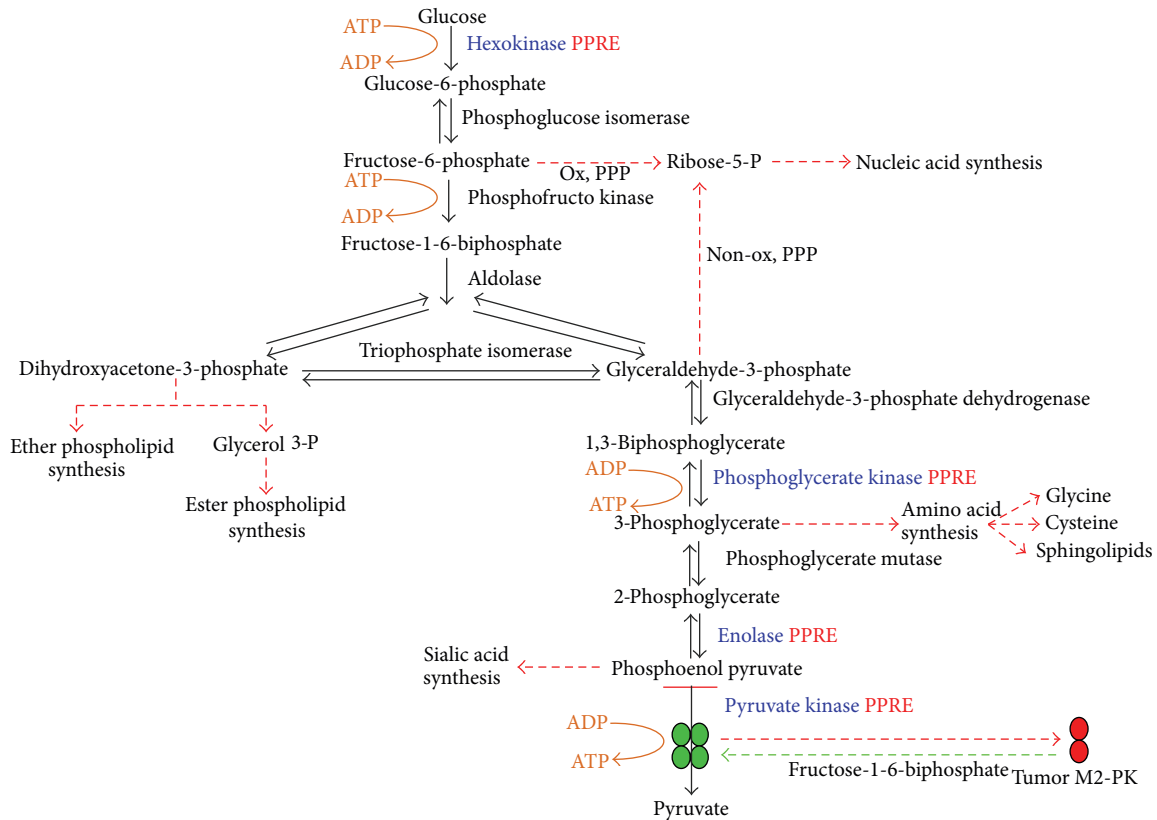 Glucose
ATP
Hexokinase PPRE
ADP
Glucose-6-phosphate
Phosphoglucose isomerase
Fructose-6-phosphate
Ribose-5-P
Nucleic acid synthesis
Ox, PPP
ATP
Phosphofructo kinase
ADP
Fructose-1-6-biphosphate
Non-ox, PPP
Aldolase
Triophosphate isomerase
Dihydroxyacetone-3-phosphate
Glyceraldehyde-3-phosphate
Glyceraldehyde-3-phosphate dehydrogenase
Ether phospholipid
synthesis
Glycerol 3-P
1,3-Biphosphoglycerate
ADP
Phosphoglycerate kinase PPRE
ATP
Ester phospholipid
synthesis
3-Phosphoglycerate
Amino acid
synthesis
Glycine
Cysteine
Sphingolipids
Phosphoglycerate mutase
2-Phosphoglycerate
Enolase PPRE
Sialic acid
synthesis
Phosphoenol pyruvate
Pyruvate kinase PPRE
ADP
ATP
Fructose-1-6-biphosphate
Tumor M2-PK
Pyruvate